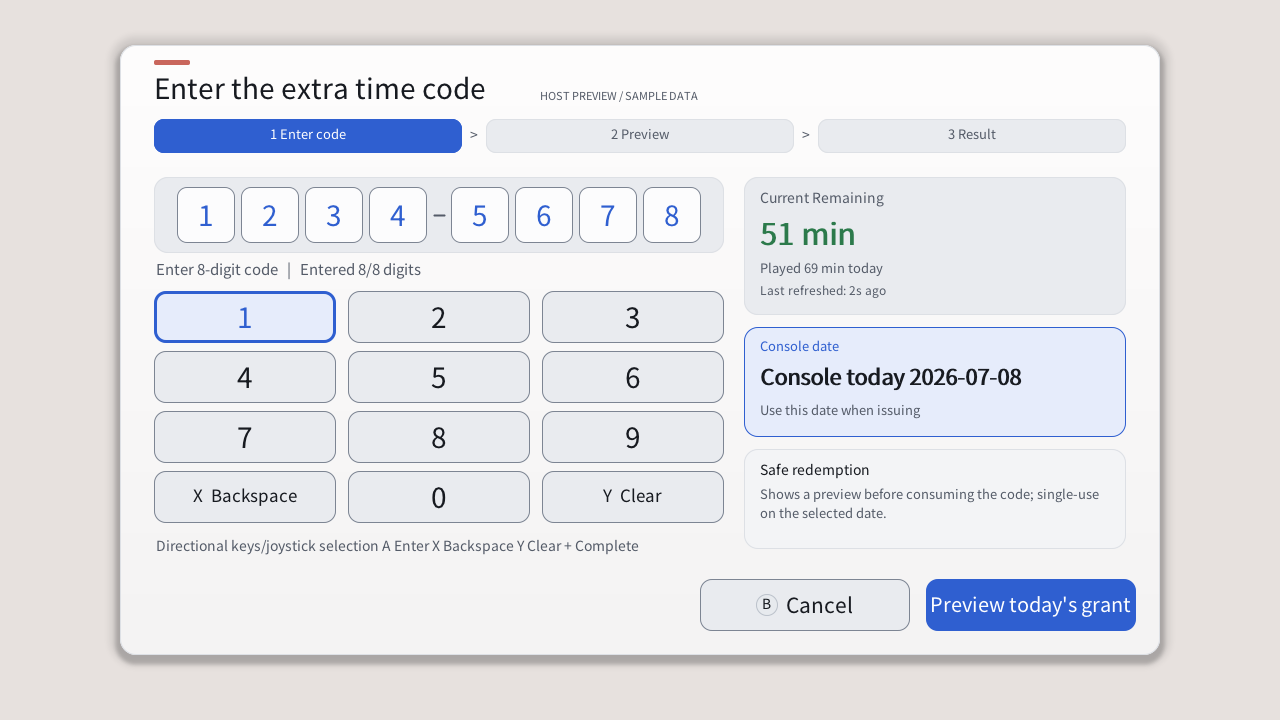 Enter the extra time code
HOST PREVIEW / SAMPLE DATA
1 Enter code > 2 Preview > 3 Result
1 2 3 4 – 5 6 7 8
Enter 8-digit code | Entered 8/8 digits
1 2 3
4 5 6
7 8 9
X Backspace 0 Y Clear
Directional keys/joystick selection A Enter X Backspace Y Clear + Complete
Current Remaining
51 min
Played 69 min today
Last refreshed: 2s ago
Console date
Console today 2026-07-08
Use this date when issuing
Safe redemption
Shows a preview before consuming the code; single-use
on the selected date.
B Cancel
Preview today's grant